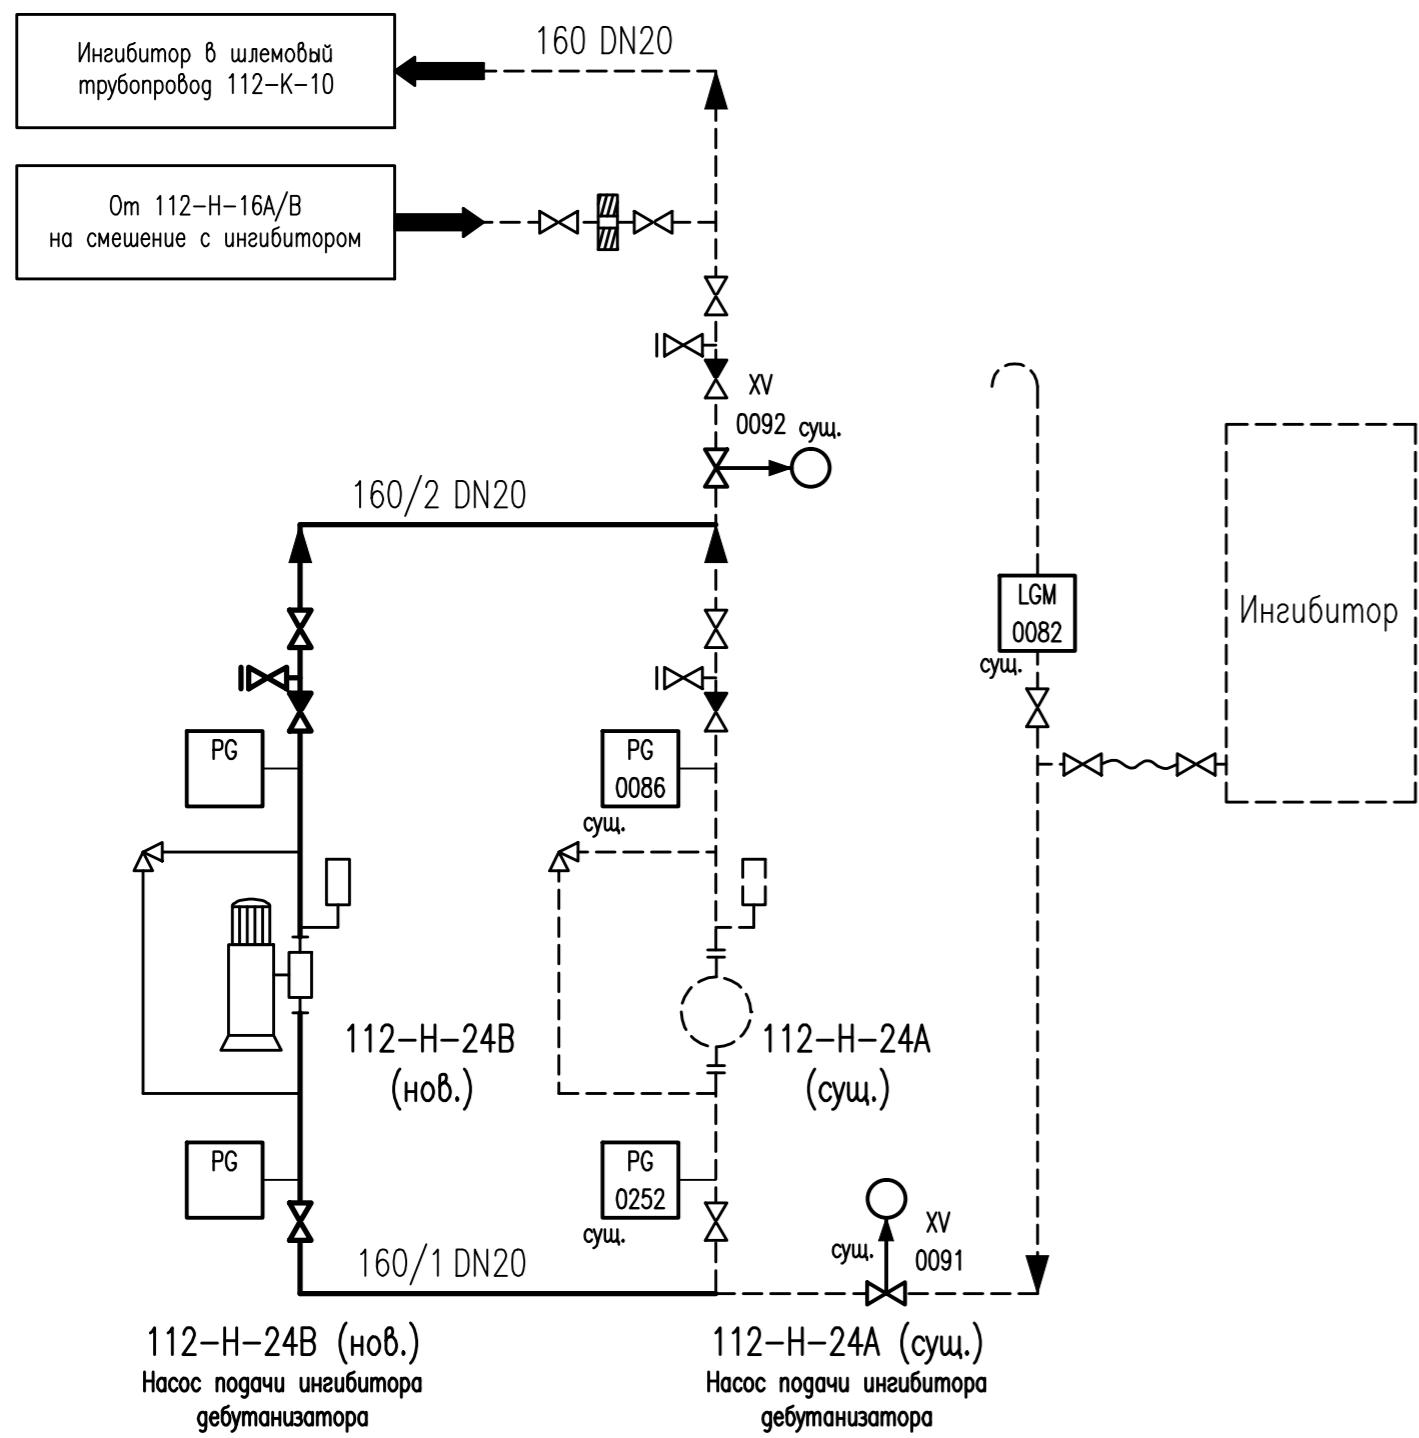 160 DN20
Ингибитор в шлемовый
трубопровод 112-К-10
От 112-Н-16А/В
на смешение с ингибитором
XV
0092 сущ.
160/2 DN20
LGM
0082
сущ.
Ингибитор
PG
PG
0086
сущ.
112-Н-24В
(нов.)
112-Н-24А
(сущ.)
PG
PG
0252
сущ.
XV
0091
сущ.
160/1 DN20
112-Н-24В (нов.)
Насос подачи ингибитора
дебутанизатора
112-Н-24А (сущ.)
Насос подачи ингибитора
дебутанизатора